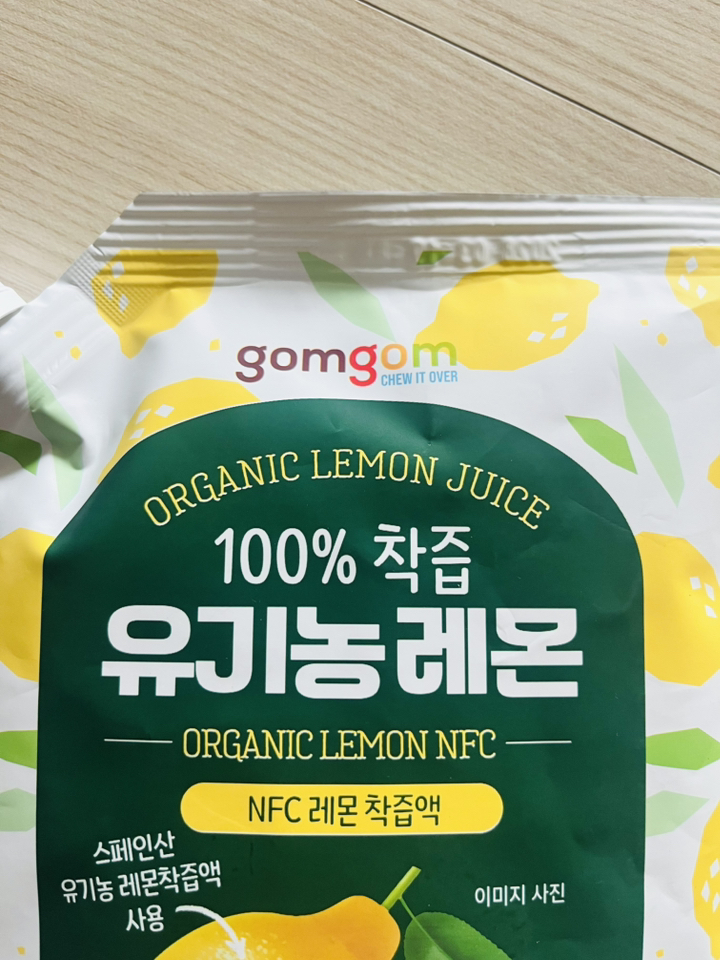 gomgom
CHEW IT OVER
ORGANIC LEMON JUICE
100% 착즙
유기농 레몬
ORGANIC LEMON NFC
NFC 레몬 착즙액
스페인산
유기농 레몬착즙액
사용
이미지 사진